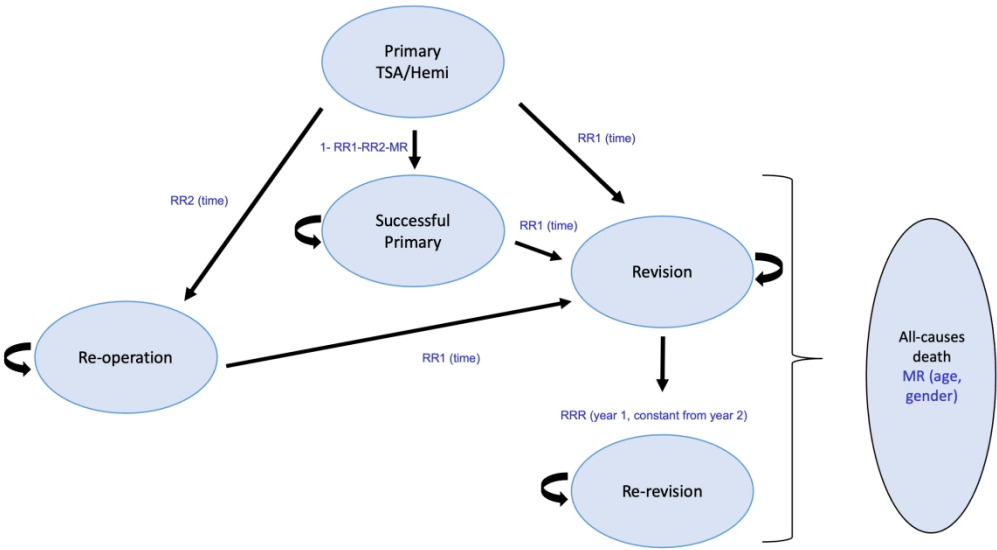 Primary
TSA/Hemi
RR1 (time)
1- RR1-RR2-MR
RR2 (time)
Successful
Primary
RR1 (time)
Revision
Re-operation
RR1 (time)
All-causes
death
MR (age,
gender)
RRR (year 1, constant from year 2)
Re-revision